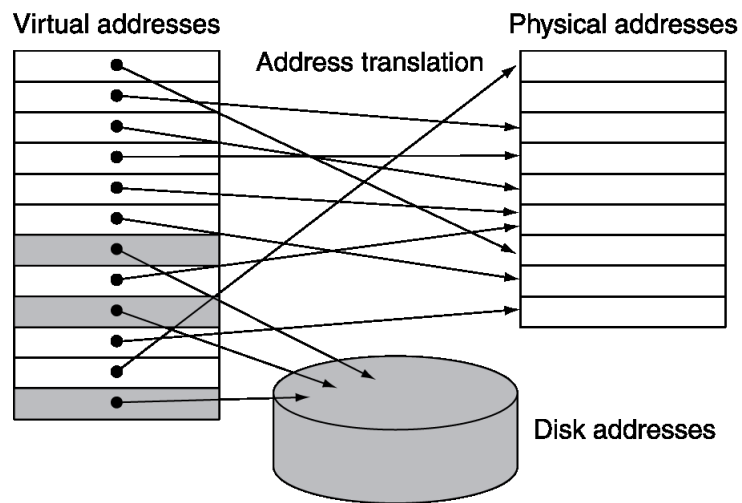 Virtual addresses
Physical addresses
Address translation
Disk addresses